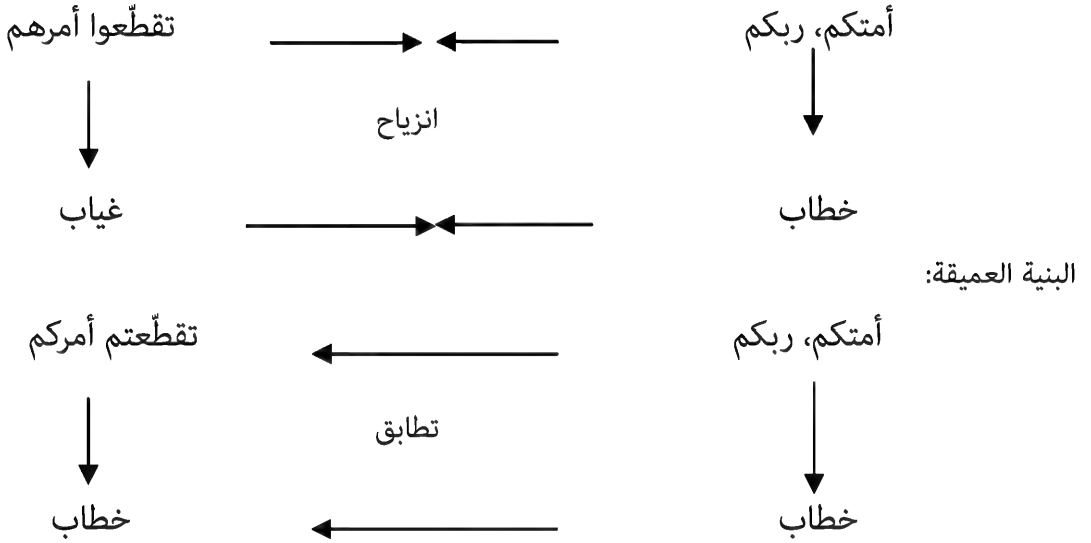 أمتكم، ربكم تقطّعوا أمرهم
انزياح
خطاب غياب
البنية العميقة:
أمتكم، ربكم تقطّعتم أمركم
تطابق
خطاب خطاب